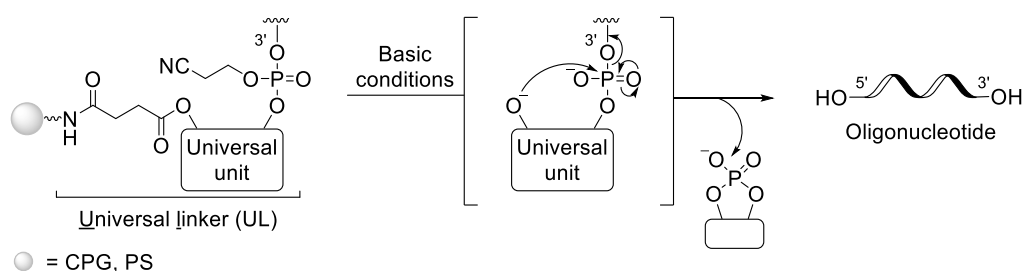 3'
O
NC
O
P
O
O
O
N
H
O
O
Universal
unit
Universal linker (UL)
= CPG, PS
Basic
conditions
3'
O
−O
P
O
O−
O
Universal
unit
−O
O
P
O
O
HO
5'
3'
OH
Oligonucleotide